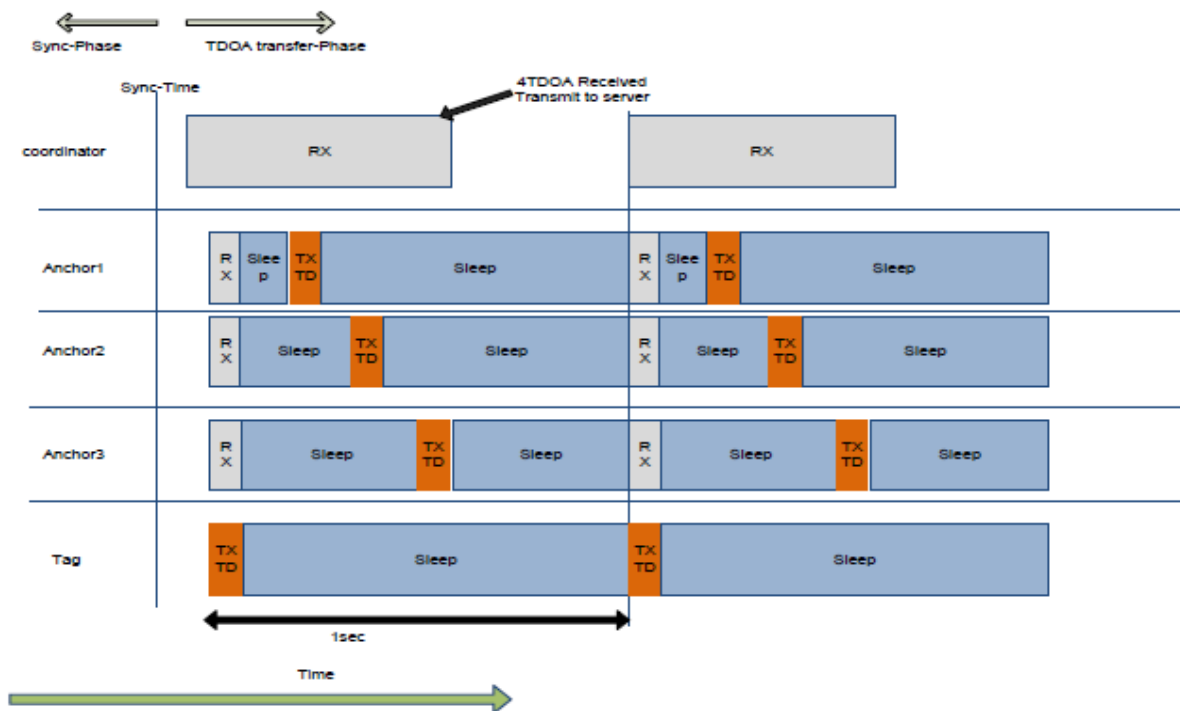 Sync-Phase
TDOA transfer-Phase
Sync-Time
4TDOA Received
Transmit to server
coordinator
RX
RX
Anchor1
R
X
Slee
p
TX
TD
Sleep
R
X
Slee
p
TX
TD
Sleep
Anchor2
R
X
Sleep
TX
TD
Sleep
R
X
Sleep
TX
TD
Sleep
Anchor3
R
X
Sleep
TX
TD
Sleep
R
X
Sleep
TX
TD
Sleep
Tag
TX
TD
Sleep
TX
TD
Sleep
1sec
Time